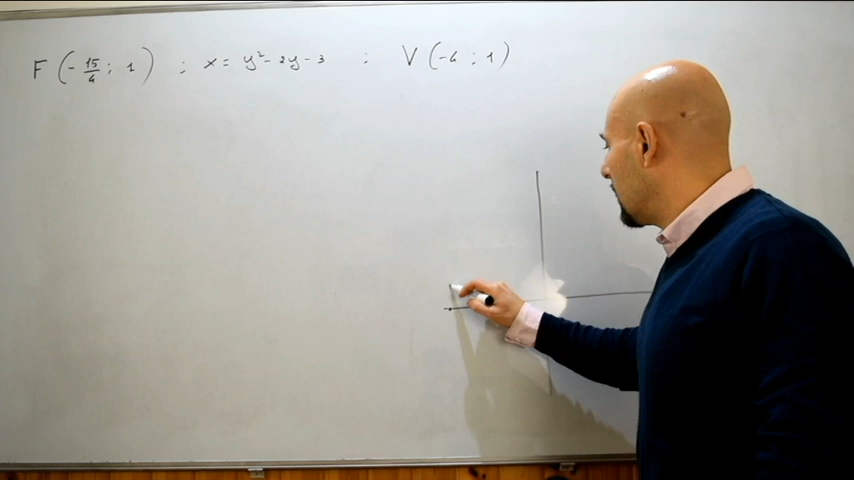 F (-15/4 ; 1) ; x = y² - 2y - 3 ; V (-4 ; 1)